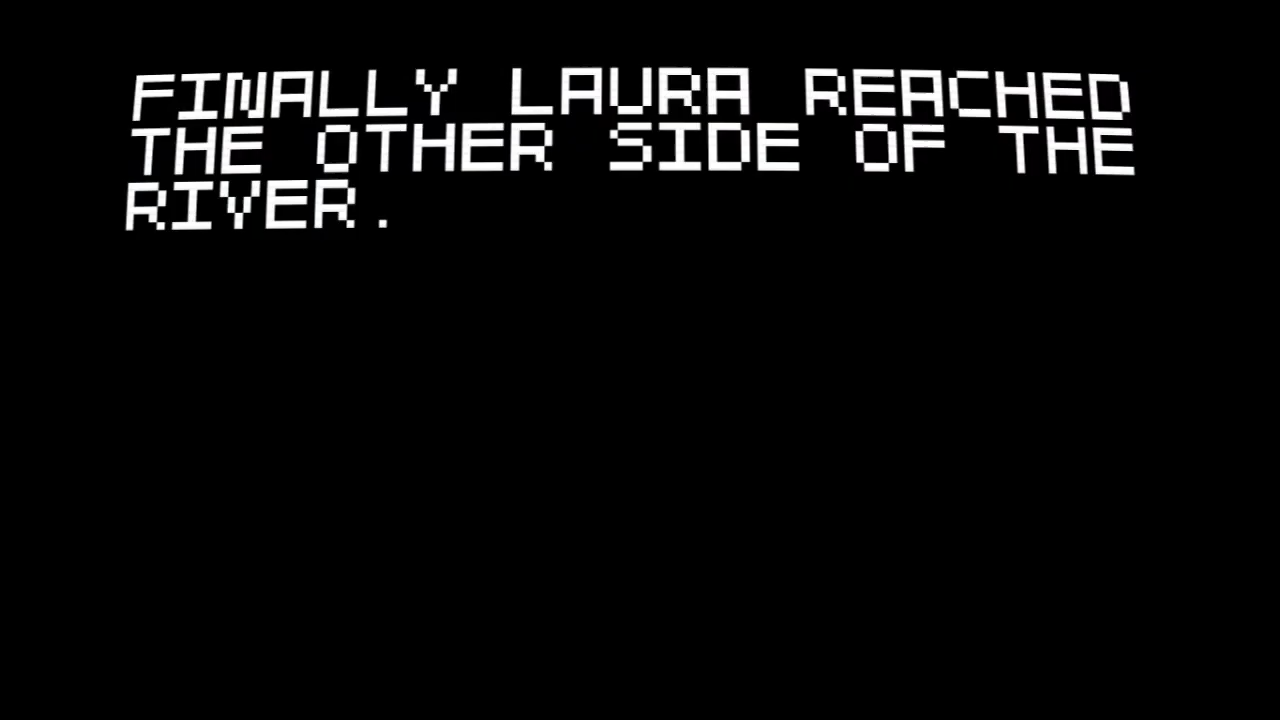 FINALLY LAURA REACHED
THE OTHER SIDE OF THE
RIVER.